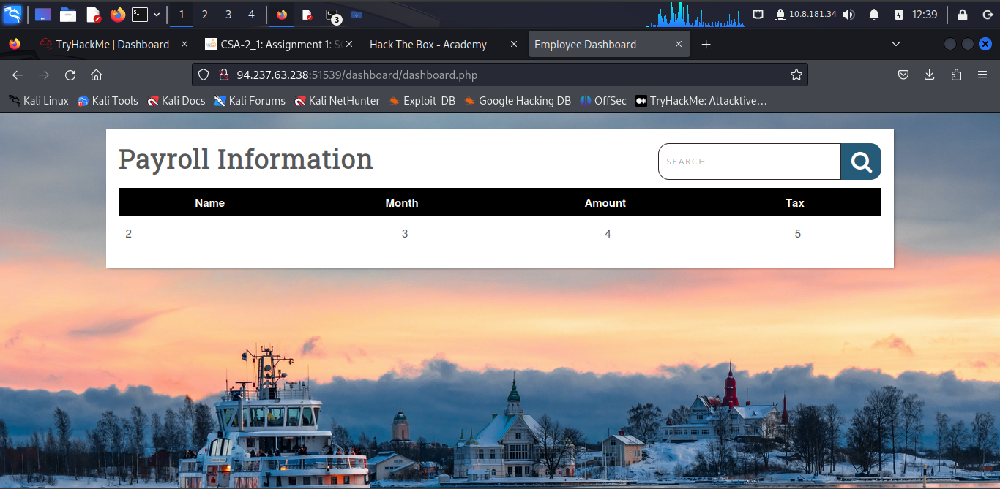 1 2 3 4 3 10.8.181.34 12:39
TryHackMe | Dashboard CSA-2_1: Assignment 1: SC Hack The Box - Academy Employee Dashboard
94.237.63.238:51539/dashboard/dashboard.php
Kali Linux Kali Tools Kali Docs Kali Forums Kali NetHunter Exploit-DB Google Hacking DB OffSec TryHackMe: Attacktive…
Payroll Information
SEARCH
Name Month Amount Tax
2 3 4 5